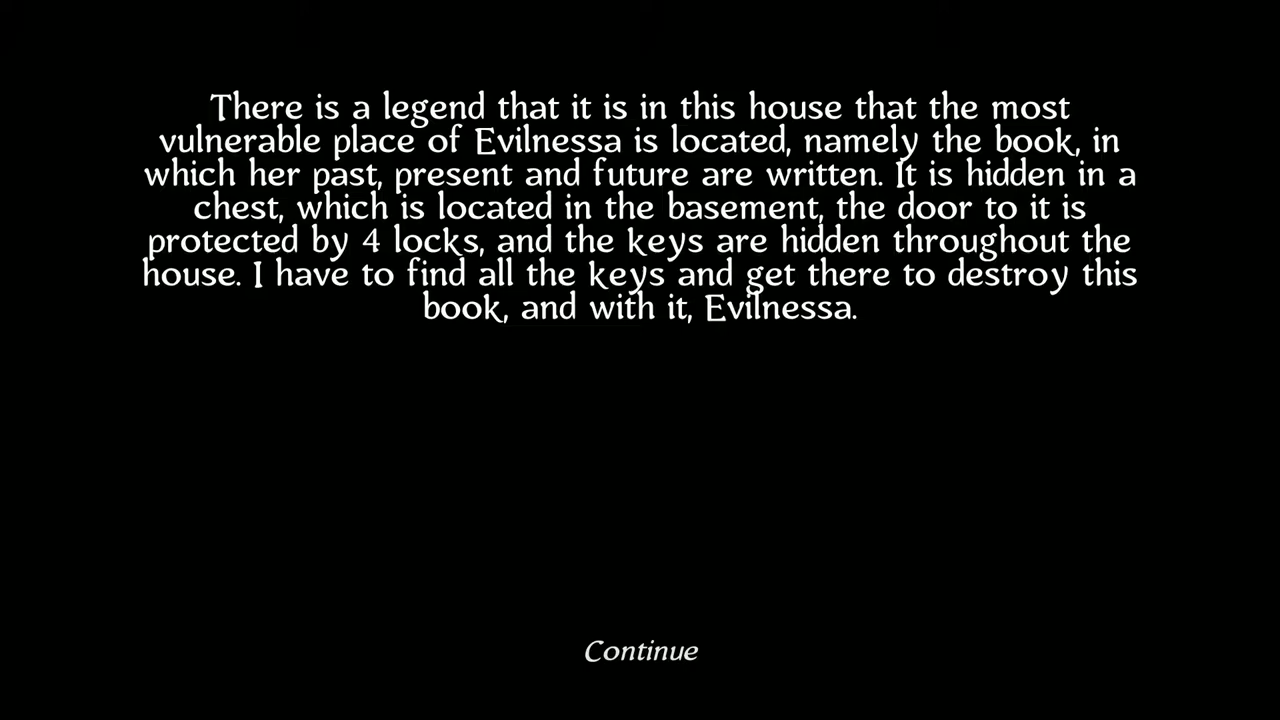 There is a legend that it is in this house that the most
vulnerable place of Evilnessa is located, namely the book, in
which her past, present and future are written. It is hidden in a
chest, which is located in the basement, the door to it is
protected by 4 locks, and the keys are hidden throughout the
house. I have to find all the keys and get there to destroy this
book, and with it, Evilnessa.
Continue